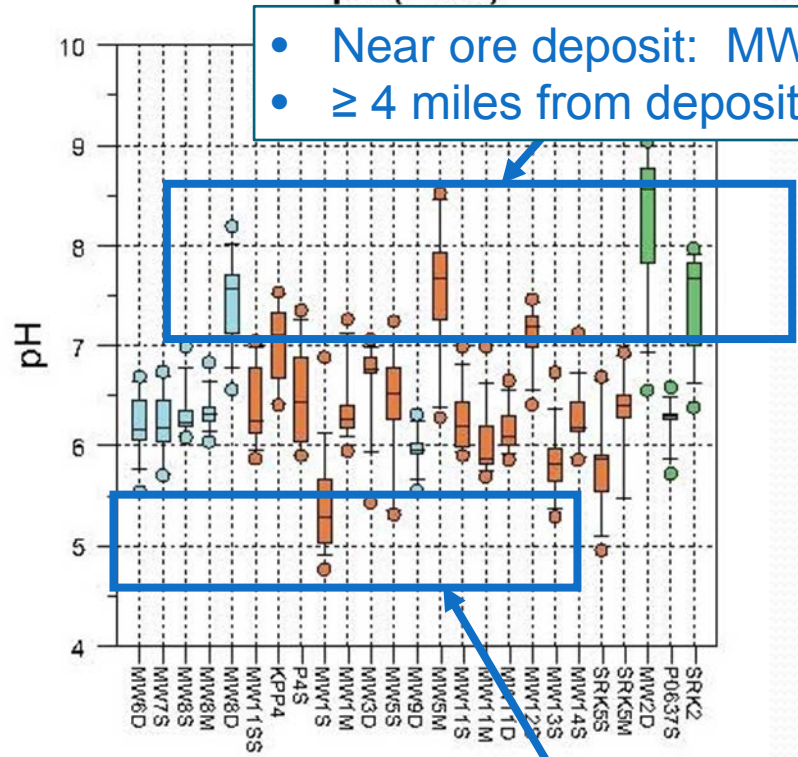 • Near ore deposit: MW
• ≥ 4 miles from deposit
10
9
8
7
6
5
4
pH
MW6D
MW7S
MW8S
MW8M
MW8D
MW11SS
KPP4
P4S
MW1S
MW1M
MW3D
MW5S
MW9D
MW5M
MW11S
MW11M
MW11D
MW12S
MW13S
MW14S
SRK5S
SRK5M
MW2D
P0637S
SRK2